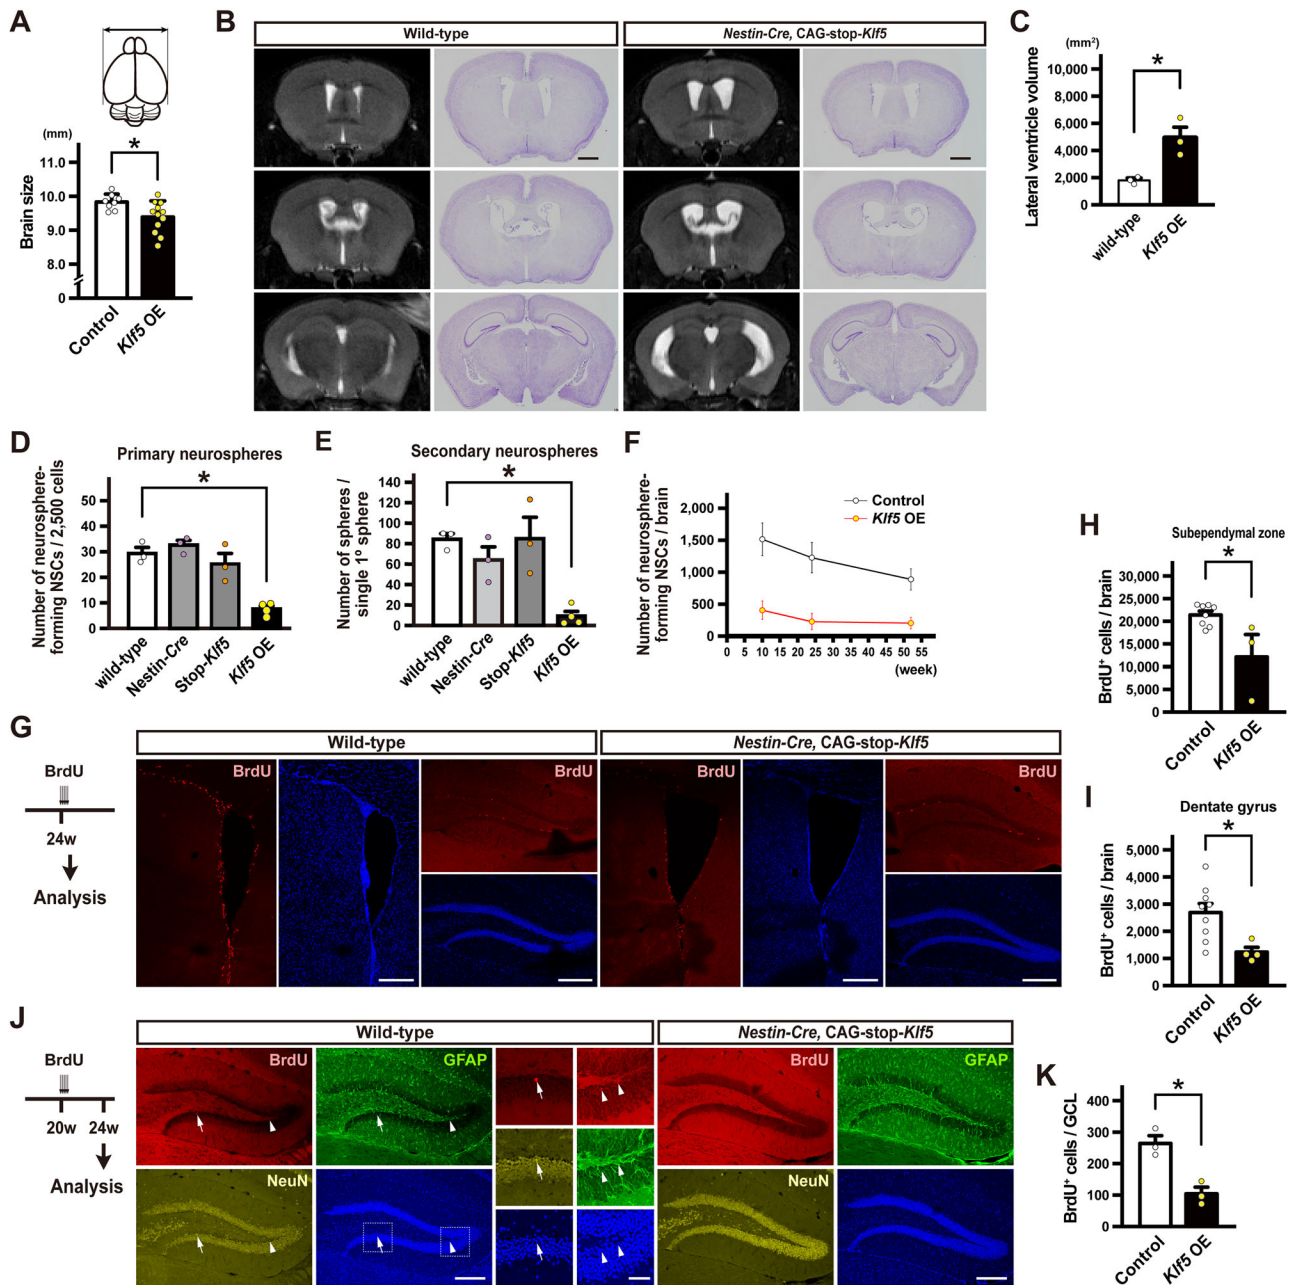 A
(mm)
*
11.0
10.0
9.0
8.0
0
Brain size
Control
Klf5 OE
B
Wild-type
Nestin-Cre, CAG-stop-Klf5
C
(mm²)
*
10,000
8,000
6,000
4,000
2,000
0
Lateral ventricle volume
wild-type
Klf5 OE
D
Primary neurospheres
*
50
40
30
20
10
0
Number of neurosphere-
forming NSCs / 2,500 cells
wild-type
Nestin-Cre
Stop-Klf5
Klf5 OE
E
Secondary neurospheres
*
140
120
100
80
60
40
20
0
Number of spheres /
single 1º sphere
wild-type
Nestin-Cre
Stop-Klf5
Klf5 OE
F
Control
Klf5 OE
2,000
1,500
1,000
500
0
Number of neurosphere-
forming NSCs / brain
0 5 10 15 20 25 30 35 40 45 50 55
(week)
G
BrdU
24w
Analysis
Wild-type
Nestin-Cre, CAG-stop-Klf5
BrdU
BrdU
BrdU
BrdU
H
Subependymal zone
*
30,000
25,000
20,000
15,000
10,000
5,000
0
BrdU⁺ cells / brain
Control
Klf5 OE
I
Dentate gyrus
*
5,000
4,000
3,000
2,000
1,000
0
BrdU⁺ cells / brain
Control
Klf5 OE
J
BrdU
20w 24w
Analysis
Wild-type
Nestin-Cre, CAG-stop-Klf5
BrdU
GFAP
BrdU
GFAP
NeuN
NeuN
K
*
400
300
200
100
0
BrdU⁺ cells / GCL
Control
Klf5 OE